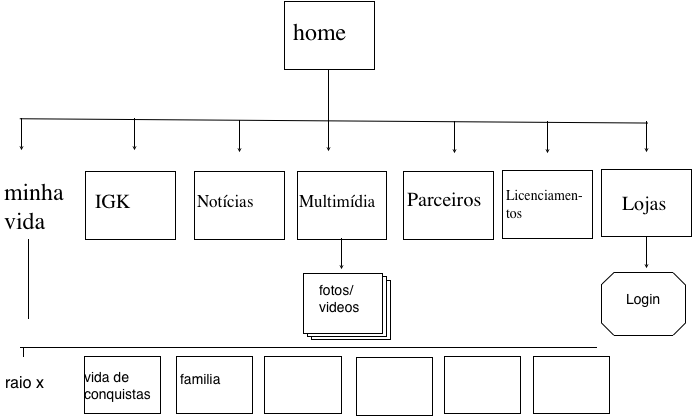 home
minha
vida
IGK
Notícias
Multimídia
Parceiros
Licenciamen-
tos
Lojas
fotos/
videos
Login
raio x
vida de
conquistas
familia